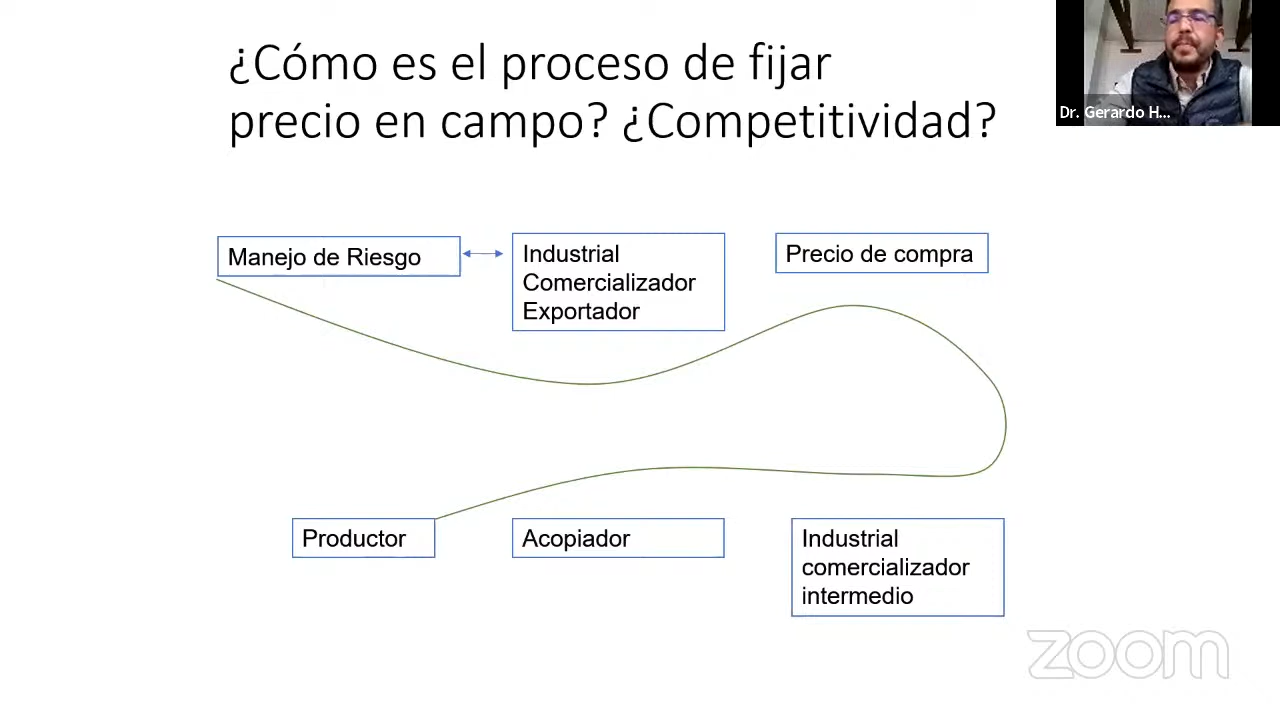 ¿Cómo es el proceso de fijar
precio en campo? ¿Competitividad?
Dr. Gerardo H...
Manejo de Riesgo
Industrial
Comercializador
Exportador
Precio de compra
Productor
Acopiador
Industrial
comercializador
intermedio
zoom